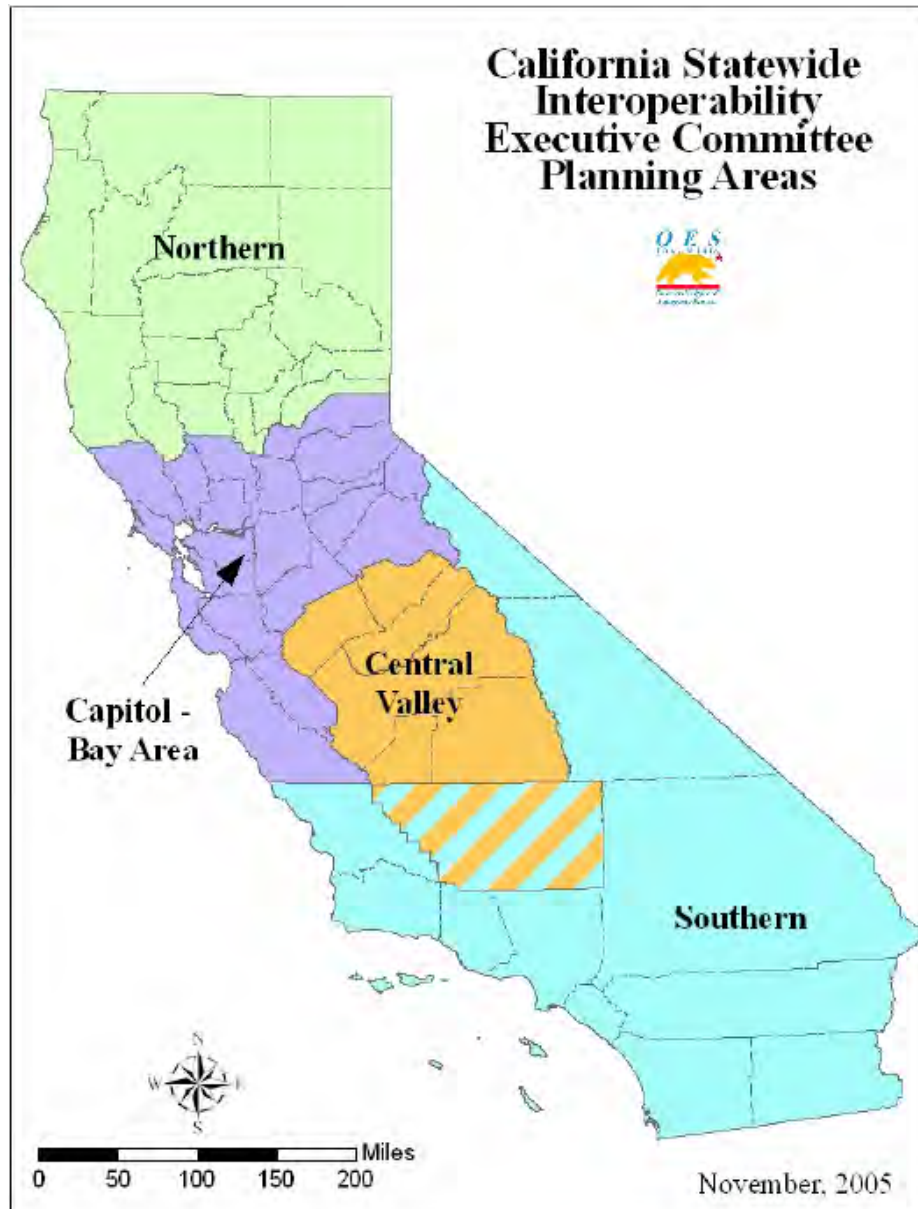 California Statewide
Interoperability
Executive Committee
Planning Areas
O E S
Northern
Central
Valley
Capitol -
Bay Area
Southern
N
W E
S
Miles
0 50 100 150 200
November, 2005